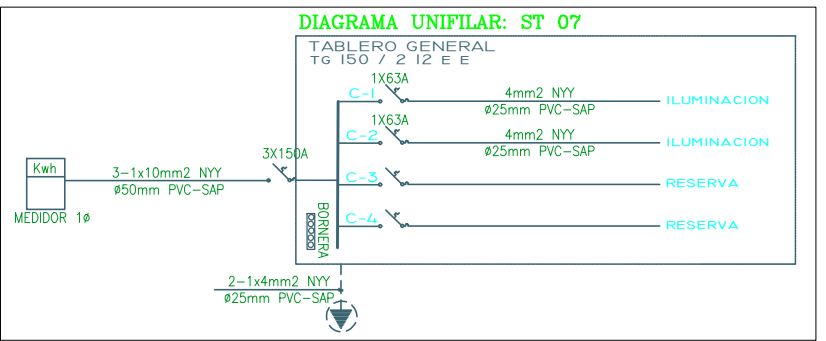 DIAGRAMA UNIFILAR: ST 07
TABLERO GENERAL
TG 150 / 2 12 E E
1X63A
C-1
4mm2 NYY
ø25mm PVC-SAP
ILUMINACION
1X63A
C-2
4mm2 NYY
ø25mm PVC-SAP
ILUMINACION
3X150A
Kwh
3-1x10mm2 NYY
ø50mm PVC-SAP
MEDIDOR 1ø
C-3
RESERVA
C-4
RESERVA
BORNERA
2-1x4mm2 NYY
ø25mm PVC-SAP